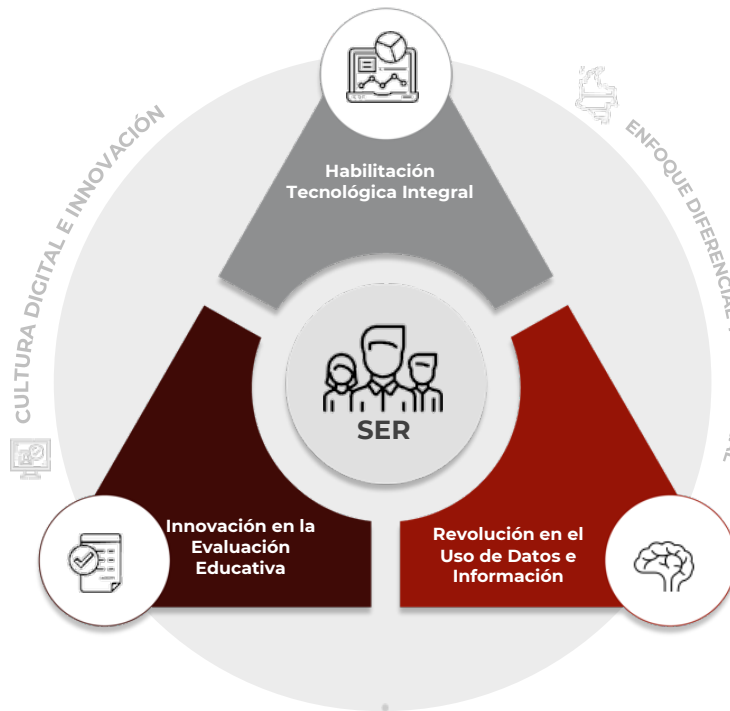 CULTURA DIGITAL E INNOVACIÓN
ENFOQUE DIFERENCIAL
Habilitación
Tecnológica Integral
SER
Innovación en la
Evaluación
Educativa
Revolución en el
Uso de Datos e
Información